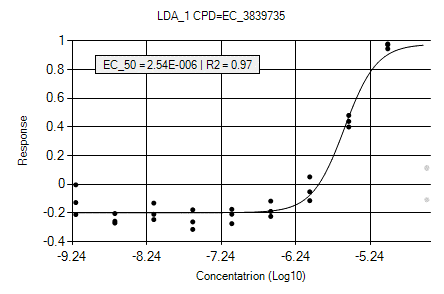 LDA_1 CPD=EC_3839735
EC_50 = 2.54E-006 | R2 = 0.97
1
0.8
0.6
0.4
0.2
0
-0.2
-0.4
Response
-9.24 -8.24 -7.24 -6.24 -5.24
Concentatrion (Log10)